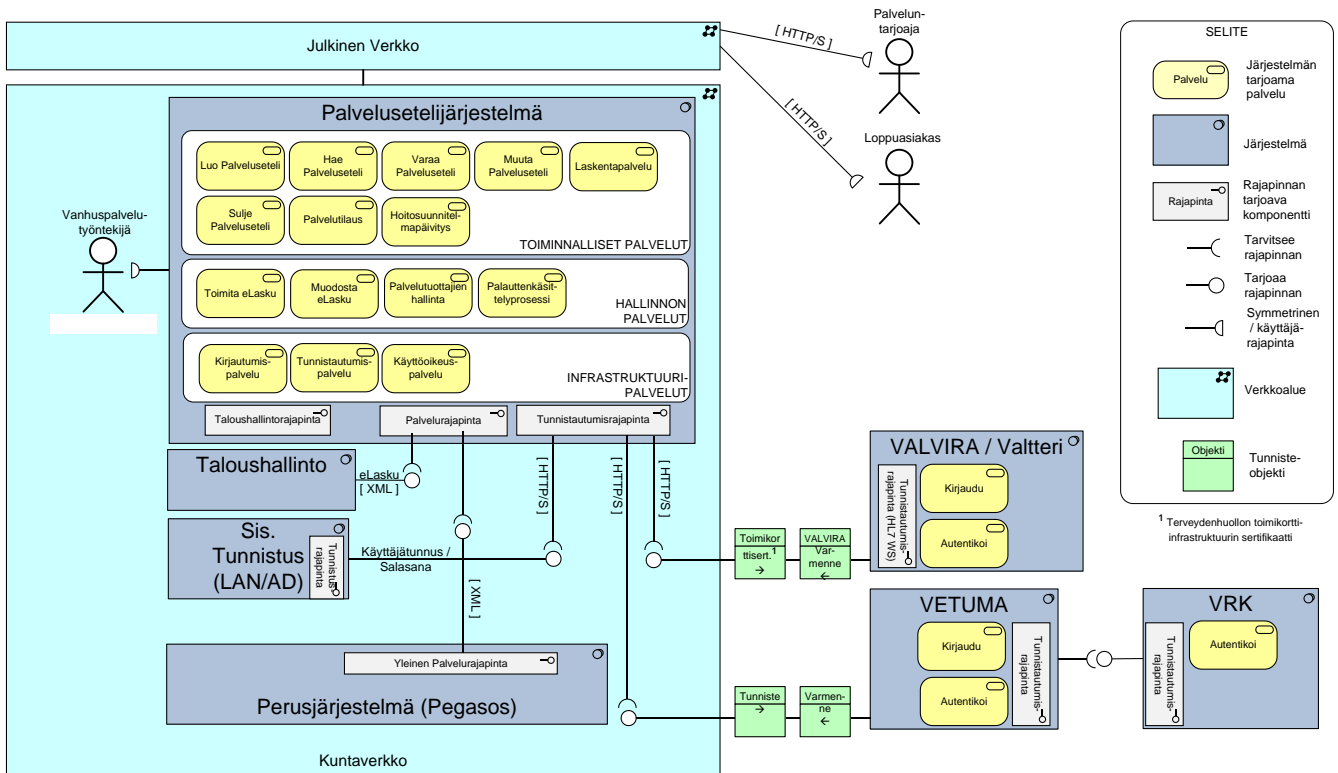 Julkinen Verkko
[ HTTP/S ]
[ HTTP/S ]
Palvelun-
tarjoaja
Loppuasiakas
Palvelusetelijärjestelmä
Luo Palveluseteli
Hae
Palveluseteli
Varaa
Palveluseteli
Muuta
Palveluseteli
Laskentapalvelu
Sulje
Palveluseteli
Palvelutilaus
Hoitosuunnitel-
mapäivitys
TOIMINNALLISET PALVELUT
Vanhuspalvelu-
työntekijä
Toimita eLasku
Muodosta
eLasku
Palvelutuottajien
hallinta
Palauttenkäsit-
telyprosessi
HALLINNON
PALVELUT
Kirjautumis-
palvelu
Tunnistautumis-
palvelu
Käyttöoikeus-
palvelu
INFRASTRUKTUURI-
PALVELUT
Taloushallintorajapinta
Palvelurajapinta
Tunnistautumisrajapinta
Taloushallinto
eLasku
[ XML ]
[ HTTP/S ]
[ HTTP/S ]
[ HTTP/S ]
Sis.
Tunnistus
(LAN/AD)
Tunnistus-
rajapinta
Käyttäjätunnus /
Salasana
[ XML ]
Yleinen Palvelurajapinta
Perusjärjestelmä (Pegasos)
Kuntaverkko
Toimikor
ttisert.1
→
VALVIRA
Var-
menne
←
VALVIRA / Valtteri
Tunnistautumis-
rajapinta (HL7 WS)
Kirjaudu
Autentikoi
Tunniste
→
Varmen-
ne
←
VETUMA
Kirjaudu
Autentikoi
Tunnistautumis-
rajapinta
VRK
Tunnistautumis-
rajapinta
Autentikoi
SELITE
Palvelu
Järjestelmän
tarjoama
palvelu
Järjestelmä
Rajapinta
Rajapinnan
tarjoava
komponentti
Tarvitsee
rajapinnan
Tarjoaa
rajapinnan
Symmetrinen
/ käyttäjä-
rajapinta
Verkkoalue
Objekti
Tunniste-
objekti
1 Terveydenhuollon toimikortti-
infrastruktuurin sertifikaatti